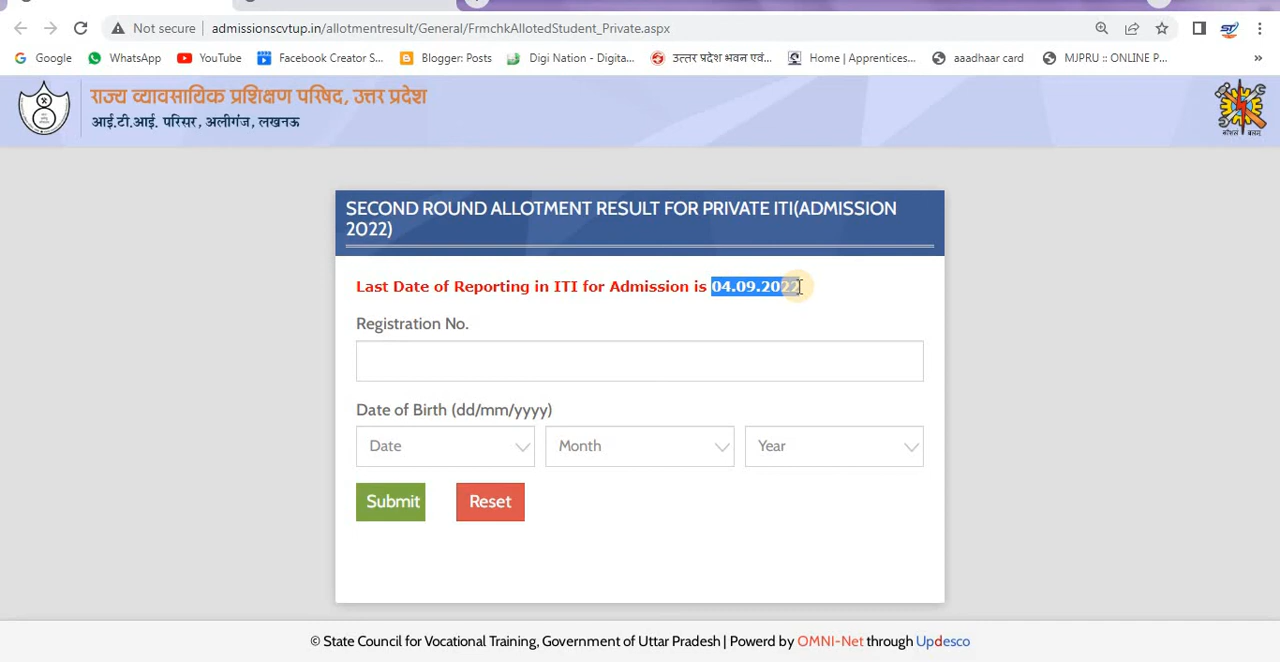 Not secure admissionscvtup.in/allotmentresult/General/FrmchkAllotedStudent_Private.aspx
Google WhatsApp YouTube Facebook Creator S... Blogger: Posts Digi Nation - Digita... उत्तर प्रदेश भवन एवं... Home | Apprentices... aaadhaar card MJPRU :: ONLINE P... »
राज्य व्यावसायिक प्रशिक्षण परिषद, उत्तर प्रदेश
आई.टी.आई. परिसर, अलीगंज, लखनऊ
कौशलं बलम्
SECOND ROUND ALLOTMENT RESULT FOR PRIVATE ITI(ADMISSION
2022)
Last Date of Reporting in ITI for Admission is 04.09.2022
Registration No.
Date of Birth (dd/mm/yyyy)
Date Month Year
Submit Reset
© State Council for Vocational Training, Government of Uttar Pradesh | Powerd by OMNI-Net through Updesco